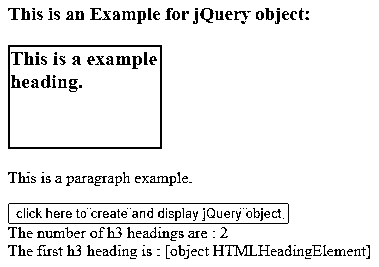 This is an Example for jQuery object:
This is a example
heading.
This is a paragraph example.
click here to create and display jQuery object.
The number of h3 headings are : 2
The first h3 heading is : [object HTMLHeadingElement]